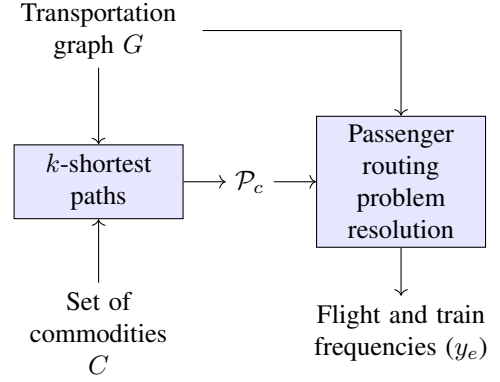 Transportation
graph G
k-shortest
paths
𝒫c
Passenger
routing
problem
resolution
Set of
commodities
C
Flight and train
frequencies (ye)